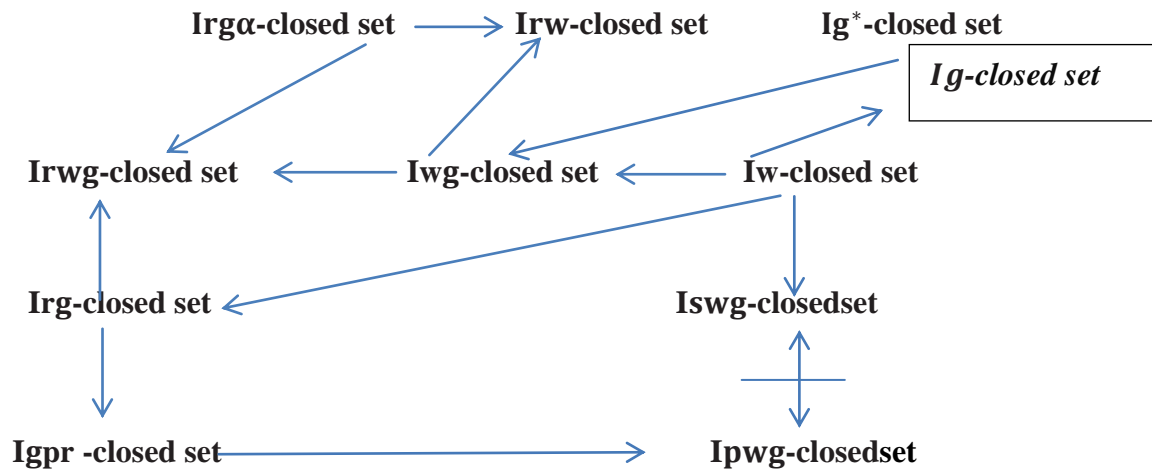 Irgα-closed set Irw-closed set Ig*-closed set
Ig-closed set
Irwg-closed set Iwg-closed set Iw-closed set
Irg-closed set Iswg-closedset
Igpr -closed set Ipwg-closedset